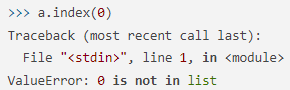 >>> a.index(0)
Traceback (most recent call last):
  File "<stdin>", line 1, in <module>
ValueError: 0 is not in list